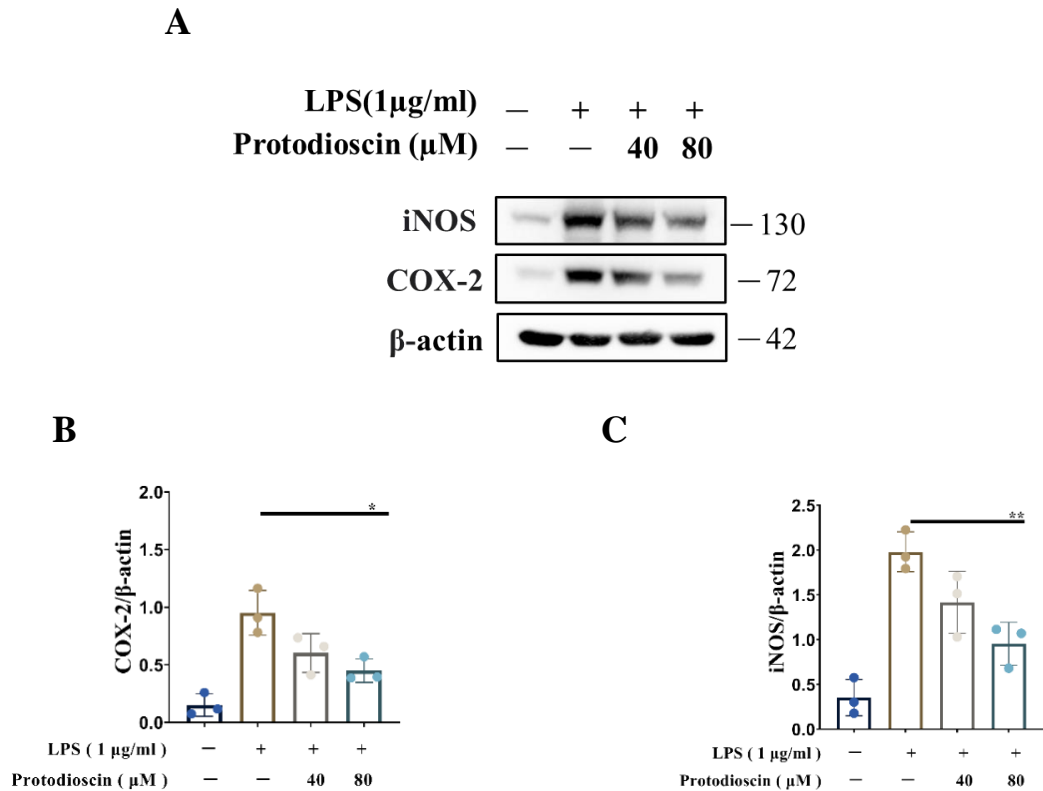 A
LPS(1μg/ml) — + + +
Protodioscin (μM) — — 40 80
iNOS —130
COX-2 —72
β-actin —42
B
C
2.0
1.5
1.0
0.5
0.0
COX-2/β-actin
*
LPS ( 1 μg/ml ) — + + +
Protodioscin ( μM ) — — 40 80
2.5
2.0
1.5
1.0
0.5
0.0
iNOS/β-actin
**
LPS ( 1 μg/ml ) — + + +
Protodioscin ( μM ) — — 40 80